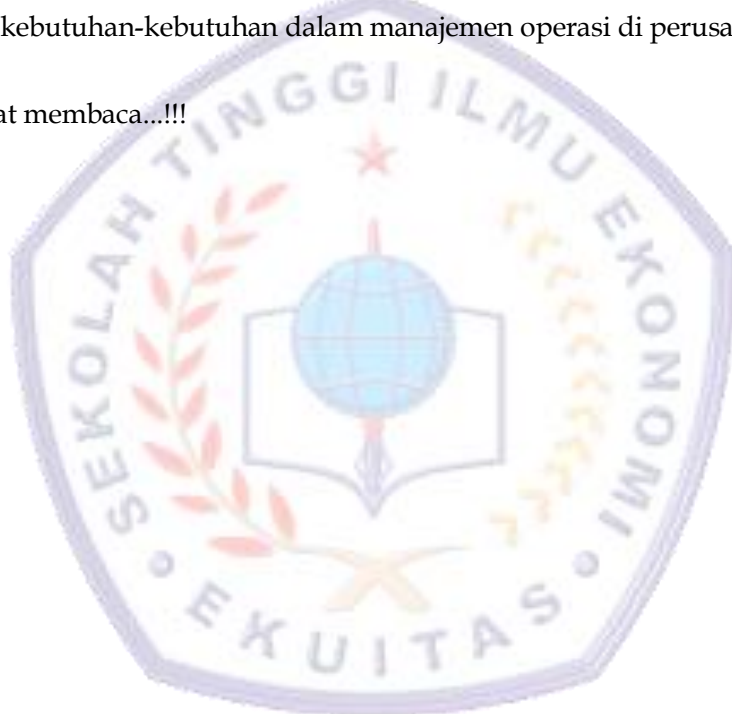 kebutuhan-kebutuhan dalam manajemen operasi di perusa
at membaca...!!!
SEKOLAH TINGGI ILMU EKONOMI
EKUITAS